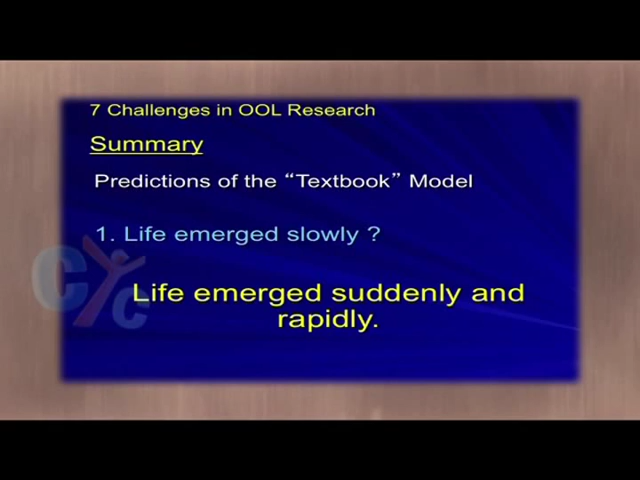 7 Challenges in OOL Research
Summary
Predictions of the “Textbook” Model
1. Life emerged slowly ?
Life emerged suddenly and
rapidly.
CYC